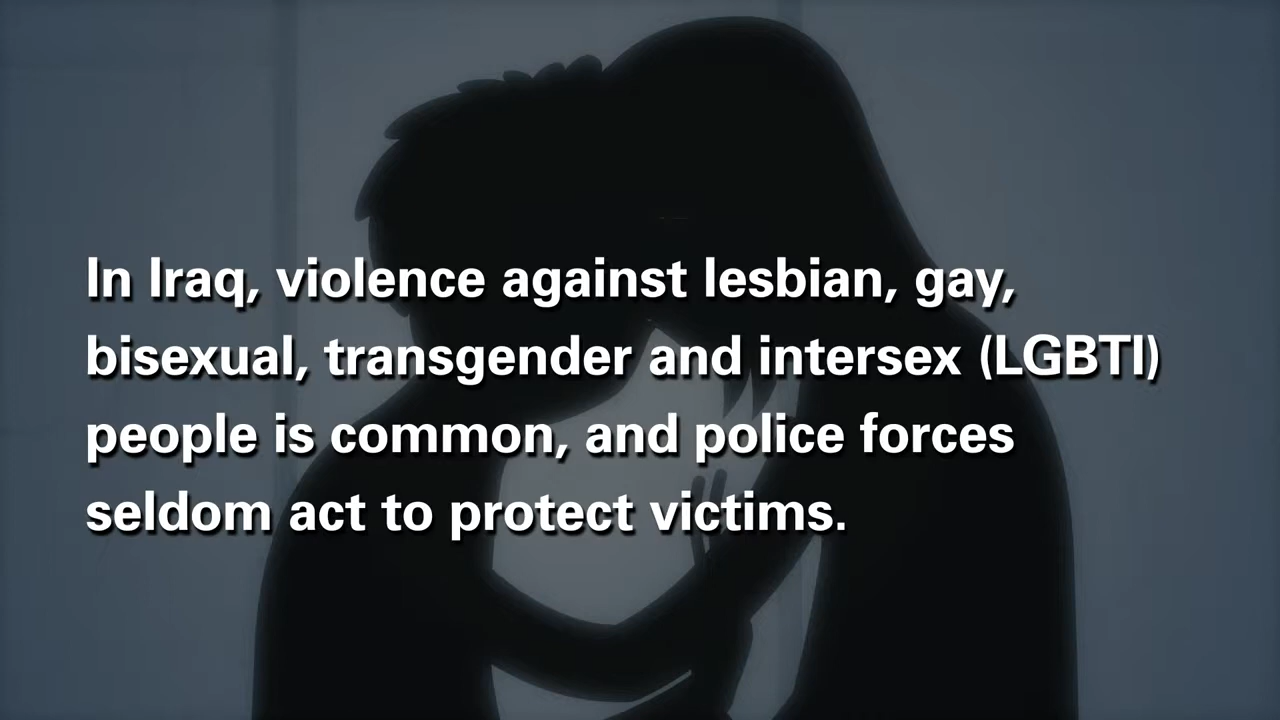 In Iraq, violence against lesbian, gay,
bisexual, transgender and intersex (LGBTI)
people is common, and police forces
seldom act to protect victims.